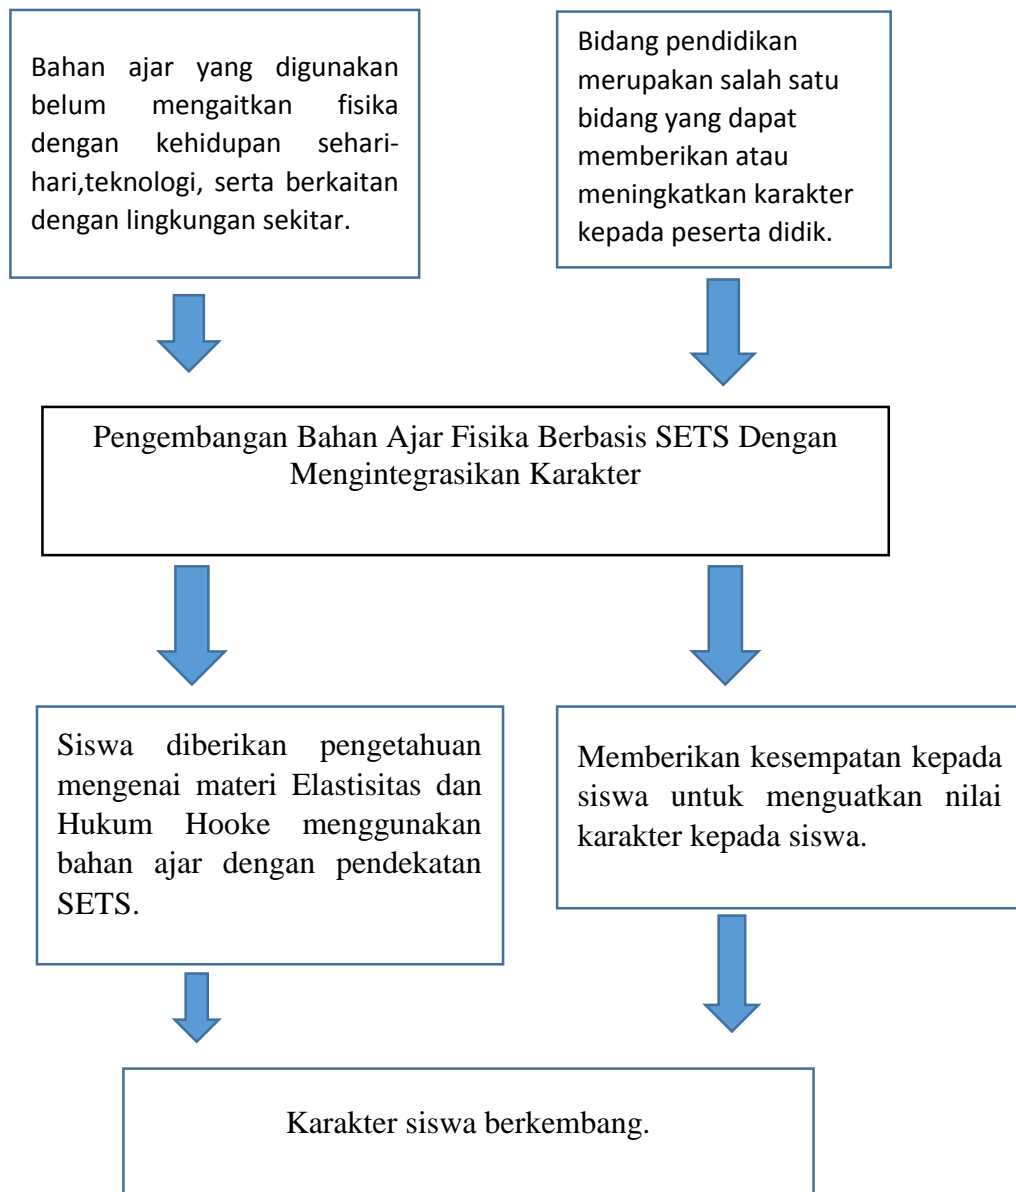 Bahan ajar yang digunakan
belum mengaitkan fisika
dengan kehidupan sehari-
hari,teknologi, serta berkaitan
dengan lingkungan sekitar.
Bidang pendidikan
merupakan salah satu
bidang yang dapat
memberikan atau
meningkatkan karakter
kepada peserta didik.
Pengembangan Bahan Ajar Fisika Berbasis SETS Dengan
Mengintegrasikan Karakter
Siswa diberikan pengetahuan
mengenai materi Elastisitas dan
Hukum Hooke menggunakan
bahan ajar dengan pendekatan
SETS.
Memberikan kesempatan kepada
siswa untuk menguatkan nilai
karakter kepada siswa.
Karakter siswa berkembang.